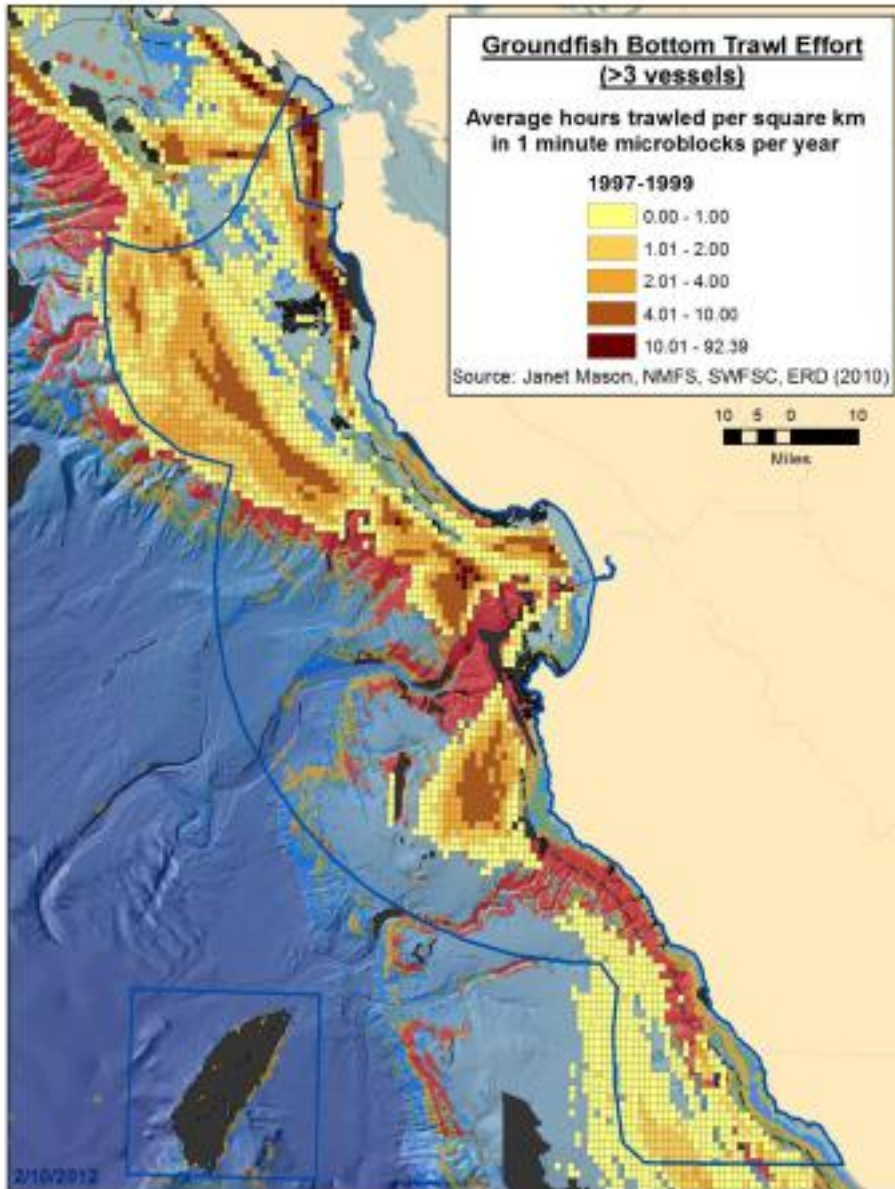 Groundfish Bottom Trawl Effort
(>3 vessels)
Average hours trawled per square km
in 1 minute microblocks per year
1997-1999
0.00 - 1.00
1.01 - 2.00
2.01 - 4.00
4.01 - 10.00
10.01 - 92.39
Source: Janet Mason, NMFS, SWFSC, ERD (2010)
10 5 0 10
Miles
2/10/2012